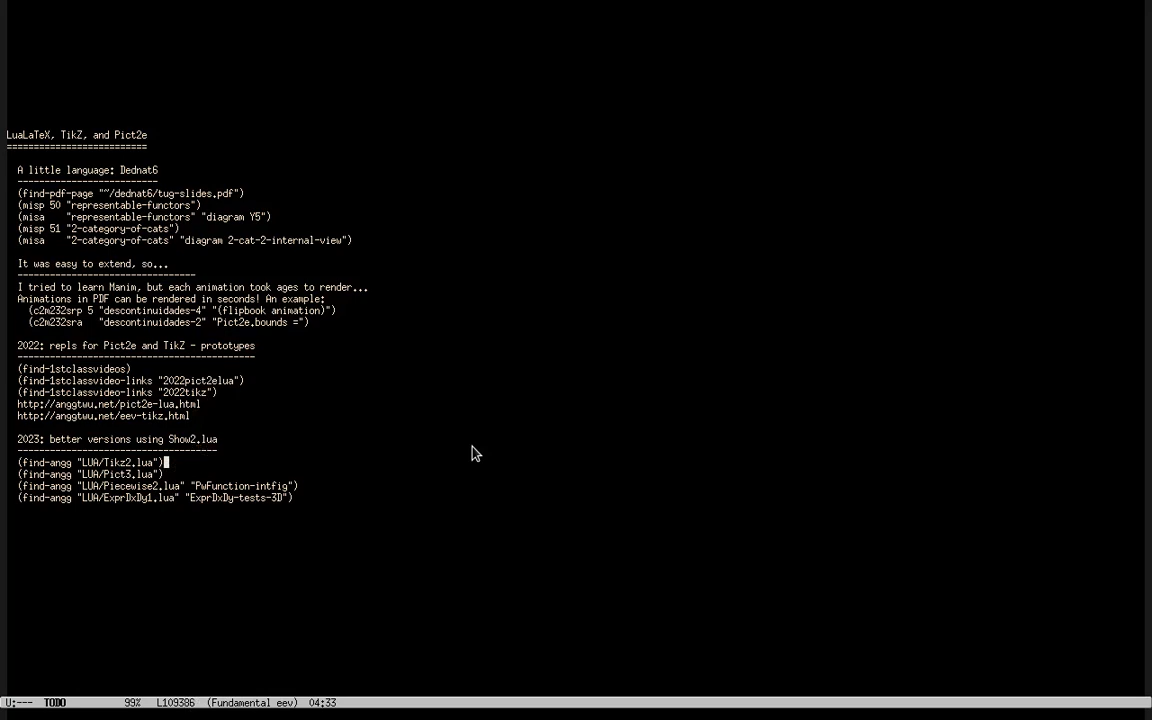 LuaLaTeX, TikZ, and Pict2e
==========================
A little language: Dednat6
--------------------------
(find-pdf-page "~/dednat6/tug-slides.pdf")
(misp 50 "representable-functors")
(misa    "representable-functors" "diagram Y5")
(misp 51 "2-category-of-cats")
(misa    "2-category-of-cats" "diagram 2-cat-2-internal-view")
It was easy to extend, so...
---------------------------------
I tried to learn Manim, but each animation took ages to render...
Animations in PDF can be rendered in seconds! An example:
(c2m232srp 5 "descontinuidades-4" "(flipbook animation)")
(c2m232sra   "descontinuidades-2" "Pict2e.bounds =")
2022: repls for Pict2e and TikZ - prototypes
--------------------------------------------
(find-1stclassvideos)
(find-1stclassvideo-links "2022pict2elua")
(find-1stclassvideo-links "2022tikz")
http://anggtwu.net/pict2e-lua.html
http://anggtwu.net/eev-tikz.html
2023: better versions using Show2.lua
-------------------------------------
(find-angg "LUA/Tikz2.lua")
(find-angg "LUA/Pict3.lua")
(find-angg "LUA/Piecewise2.lua" "PwFunction-intfig")
(find-angg "LUA/ExprDxDy1.lua" "ExprDxDy-tests-3D")
U:---  TODO           99%   L109386  (Fundamental eev)  04:33